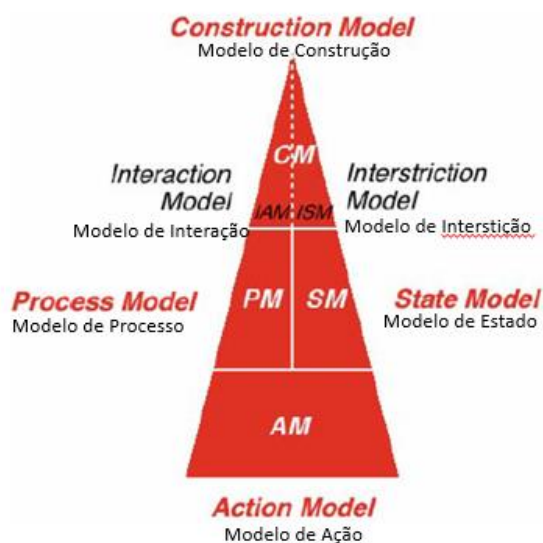 Construction Model
Modelo de Construção
CM
Interaction
Model
Modelo de Interação
IAM ISM
Interstriction
Model
Modelo de Interstição
Process Model
Modelo de Processo
PM
SM
State Model
Modelo de Estado
AM
Action Model
Modelo de Ação